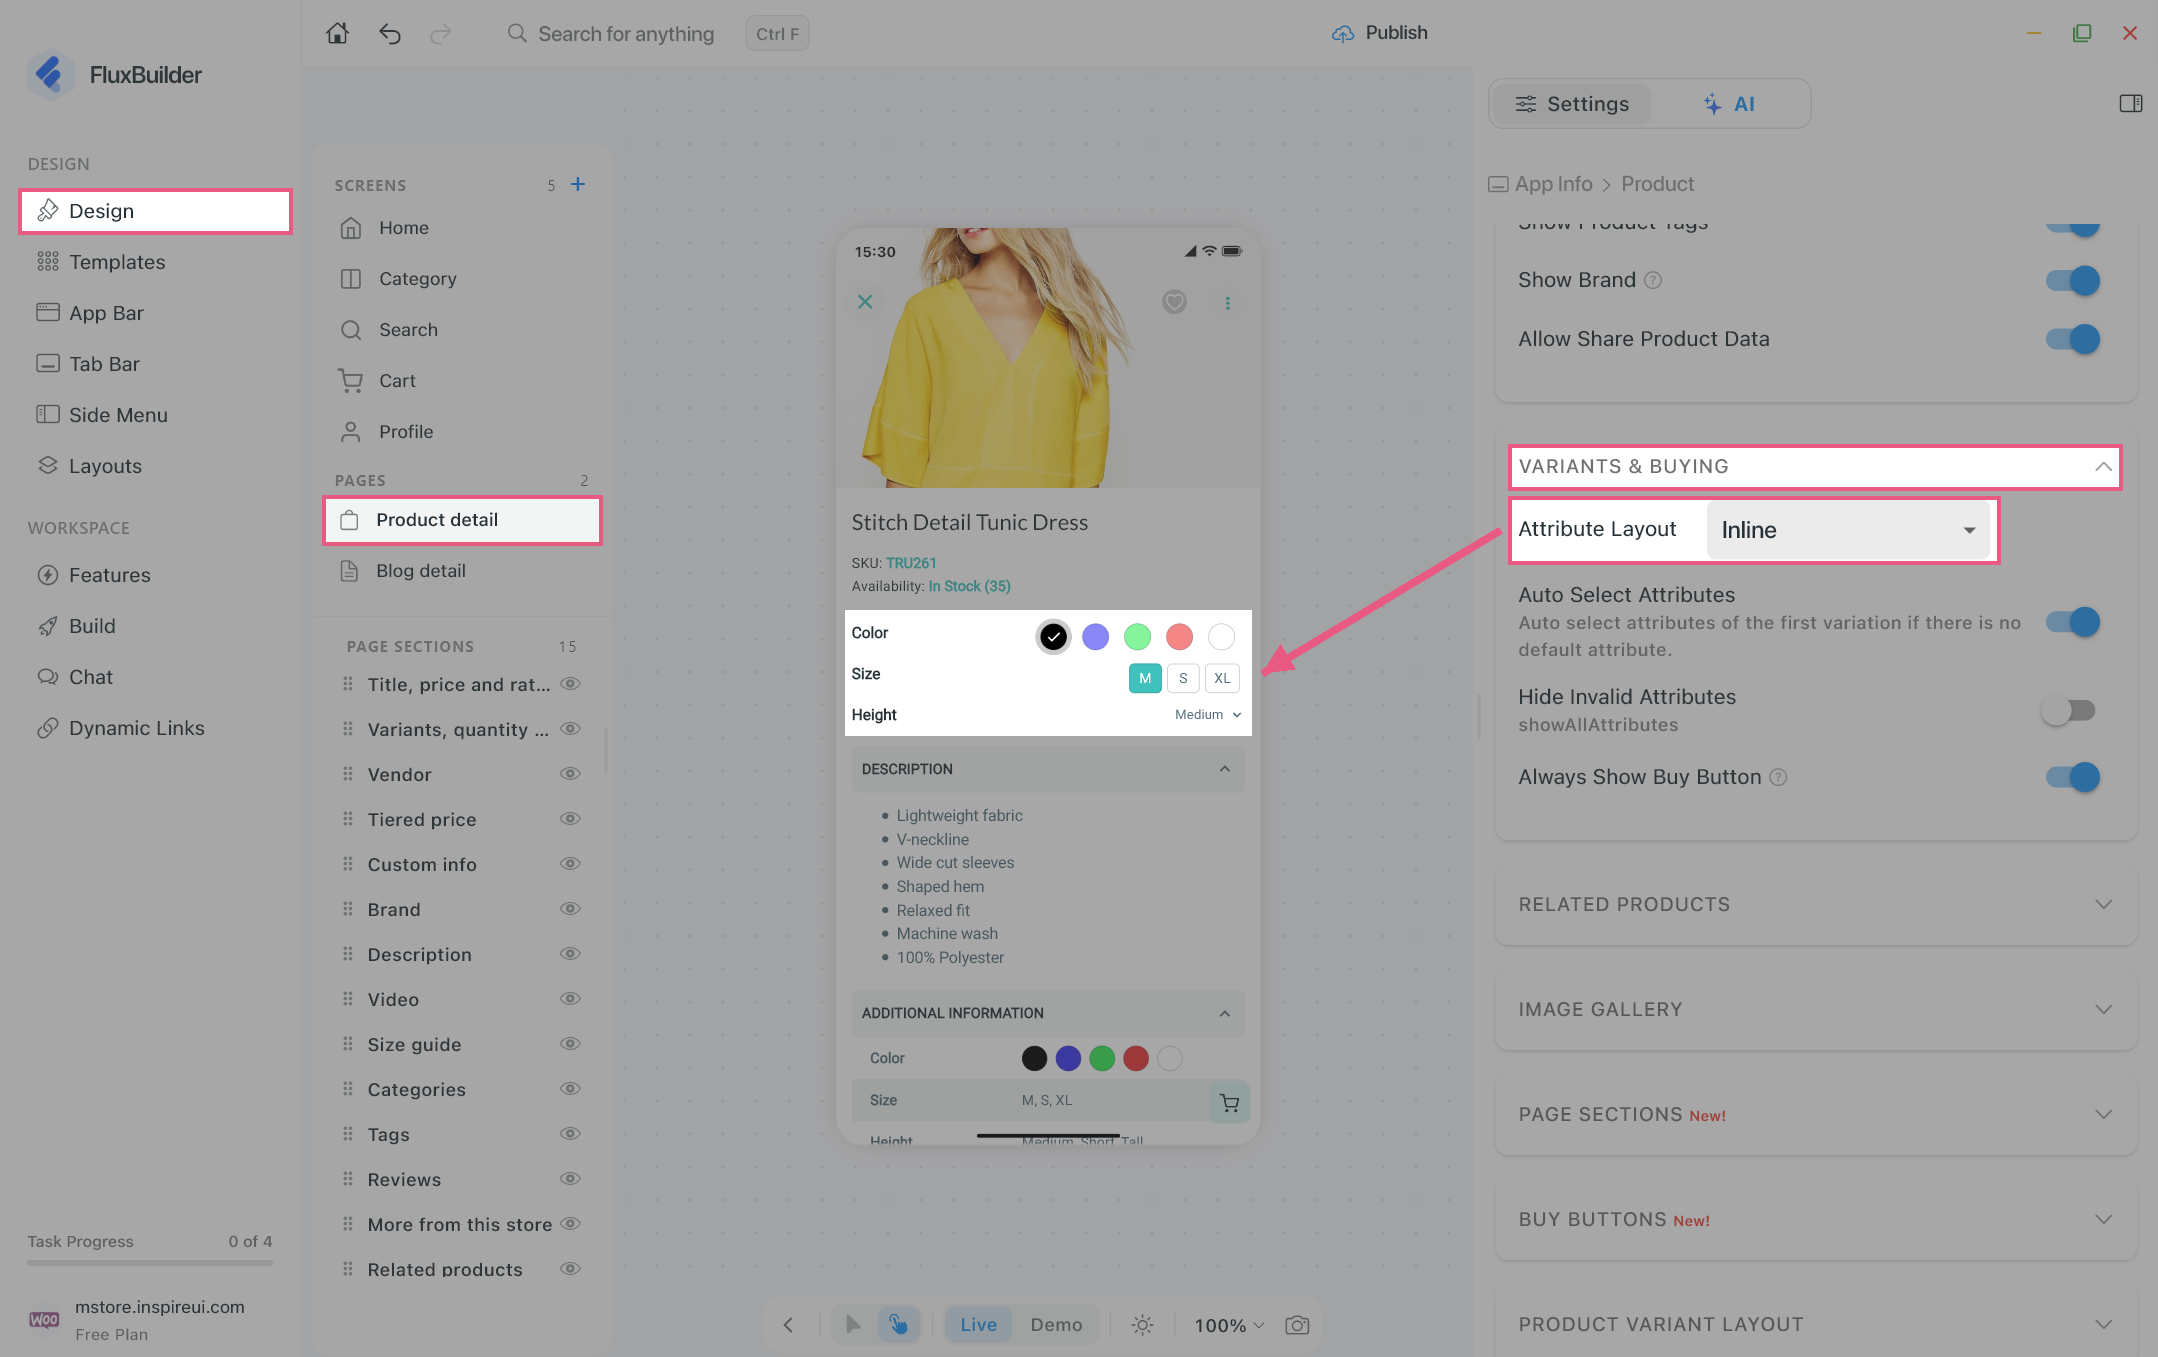 FluxBuilder
Search for anything
Ctrl F
Publish
DESIGN
Design
Templates
App Bar
Tab Bar
Side Menu
Layouts
WORKSPACE
Features
Build
Chat
Dynamic Links
Task Progress
0 of 4
WOO
mstore.inspireui.com
Free Plan
SCREENS
5
Home
Category
Search
Cart
Profile
PAGES
2
Product detail
Blog detail
PAGE SECTIONS
15
Title, price and rat...
Variants, quantity ...
Vendor
Tiered price
Custom info
Brand
Description
Video
Size guide
Categories
Tags
Reviews
More from this store
Related products
15:30
Stitch Detail Tunic Dress
SKU: TRU261
Availability: In Stock (35)
Color
Size
M
S
XL
Height
Medium
DESCRIPTION
Lightweight fabric
V-neckline
Wide cut sleeves
Shaped hem
Relaxed fit
Machine wash
100% Polyester
ADDITIONAL INFORMATION
Color
Size
M, S, XL
Height
Medium, Short, Tall
Live
Demo
100%
Settings
AI
App Info > Product
Show Product Tags
Show Brand
Allow Share Product Data
VARIANTS & BUYING
Attribute Layout
Inline
Auto Select Attributes
Auto select attributes of the first variation if there is no
default attribute.
Hide Invalid Attributes
showAllAttributes
Always Show Buy Button
RELATED PRODUCTS
IMAGE GALLERY
PAGE SECTIONS New!
BUY BUTTONS New!
PRODUCT VARIANT LAYOUT